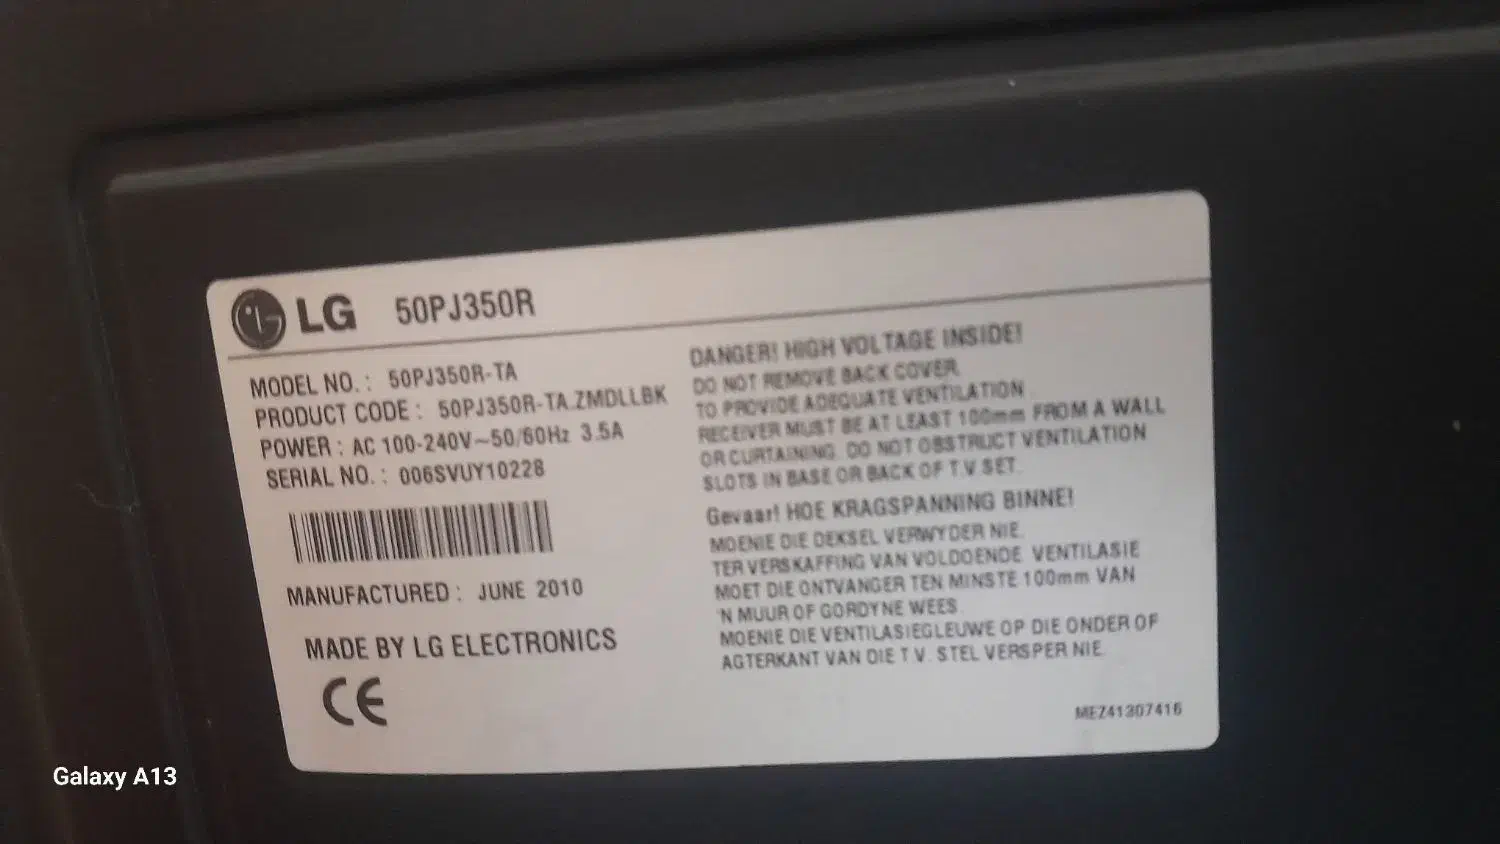 LG 50PJ350R
MODEL NO. : 50PJ350R-TA
PRODUCT CODE : 50PJ350R-TA.ZMDLLBK
POWER : AC 100-240V~50/60Hz 3.5A
SERIAL NO. : 006SVUY10228
MANUFACTURED : JUNE 2010
MADE BY LG ELECTRONICS
CE
DANGER! HIGH VOLTAGE INSIDE!
DO NOT REMOVE BACK COVER.
TO PROVIDE ADEQUATE VENTILATION
RECEIVER MUST BE AT LEAST 100mm FROM A WALL
OR CURTAINING. DO NOT OBSTRUCT VENTILATION
SLOTS IN BASE OR BACK OF T.V SET.
Gevaar! HOE KRAGSPANNING BINNE!
MOENIE DIE DEKSEL VERWYDER NIE.
TER VERSKAFFING VAN VOLDOENDE VENTILASIE
MOET DIE ONTVANGER TEN MINSTE 100mm VAN
'N MUUR OF GORDYNE WEES.
MOENIE DIE VENTILASIEGLEUWE OP DIE ONDER OF
AGTERKANT VAN DIE T.V. STEL VERSPER NIE.
MEZ41307416
Galaxy A13